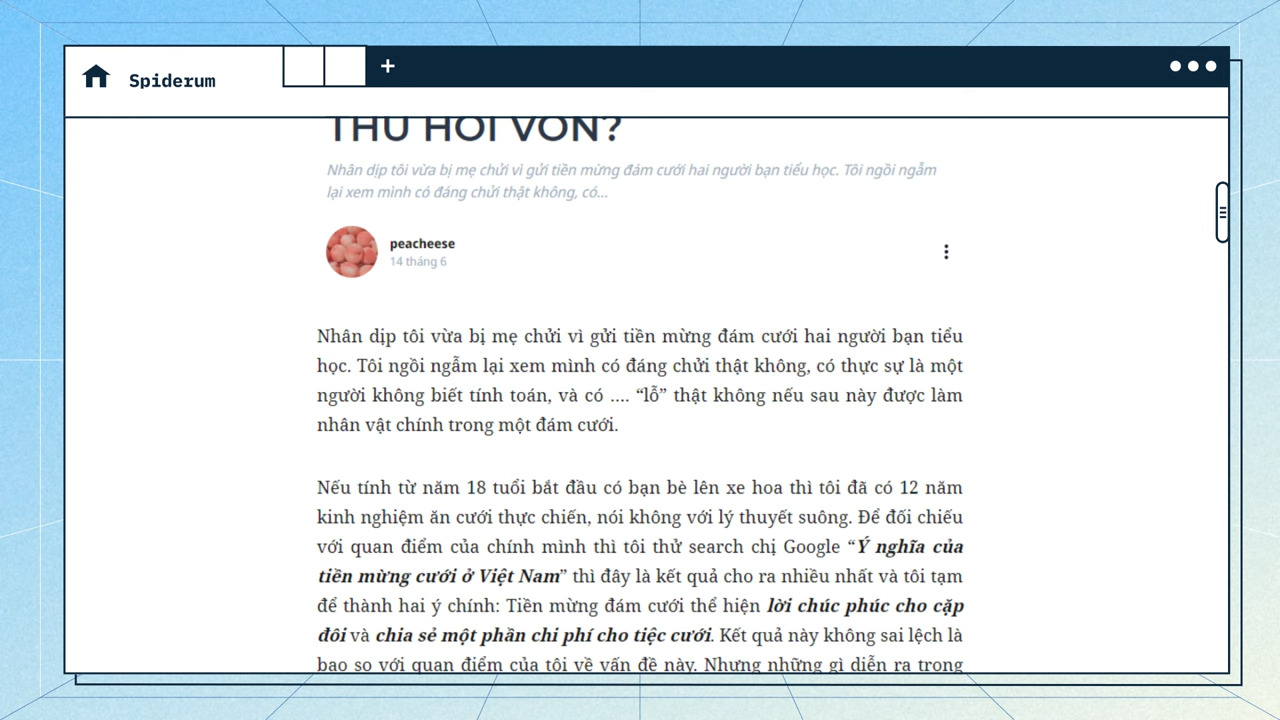 Spiderum
THU HỒI VỐN?
Nhân dịp tôi vừa bị mẹ chửi vì gửi tiền mừng đám cưới hai người bạn tiểu học. Tôi ngồi ngẫm
lại xem mình có đáng chửi thật không, có...
peacheese
14 tháng 6
Nhân dịp tôi vừa bị mẹ chửi vì gửi tiền mừng đám cưới hai người bạn tiểu
học. Tôi ngồi ngẫm lại xem mình có đáng chửi thật không, có thực sự là một
người không biết tính toán, và có .... “lỗ” thật không nếu sau này được làm
nhân vật chính trong một đám cưới.
Nếu tính từ năm 18 tuổi bắt đầu có bạn bè lên xe hoa thì tôi đã có 12 năm
kinh nghiệm ăn cưới thực chiến, nói không với lý thuyết suông. Để đối chiếu
với quan điểm của chính mình thì tôi thử search chị Google “Ý nghĩa của
tiền mừng cưới ở Việt Nam” thì đây là kết quả cho ra nhiều nhất và tôi tạm
để thành hai ý chính: Tiền mừng đám cưới thể hiện lời chúc phúc cho cặp
đôi và chia sẻ một phần chi phí cho tiệc cưới. Kết quả này không sai lệch là
bao so với quan điểm của tôi về vấn đề này. Nhưng những gì diễn ra trong